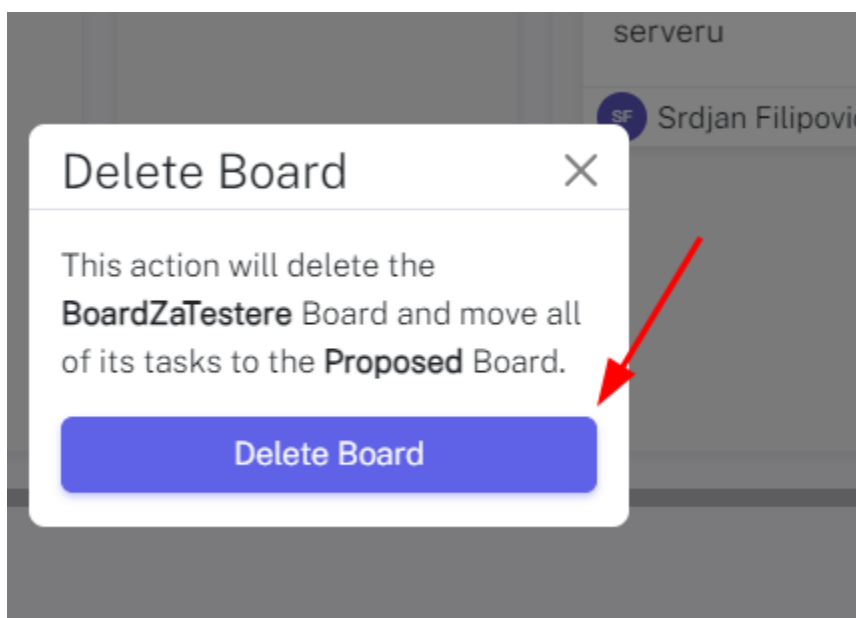 serveru
SF Srdjan Filipovi
Delete Board
This action will delete the
BoardZaTestere Board and move all
of its tasks to the Proposed Board.
Delete Board